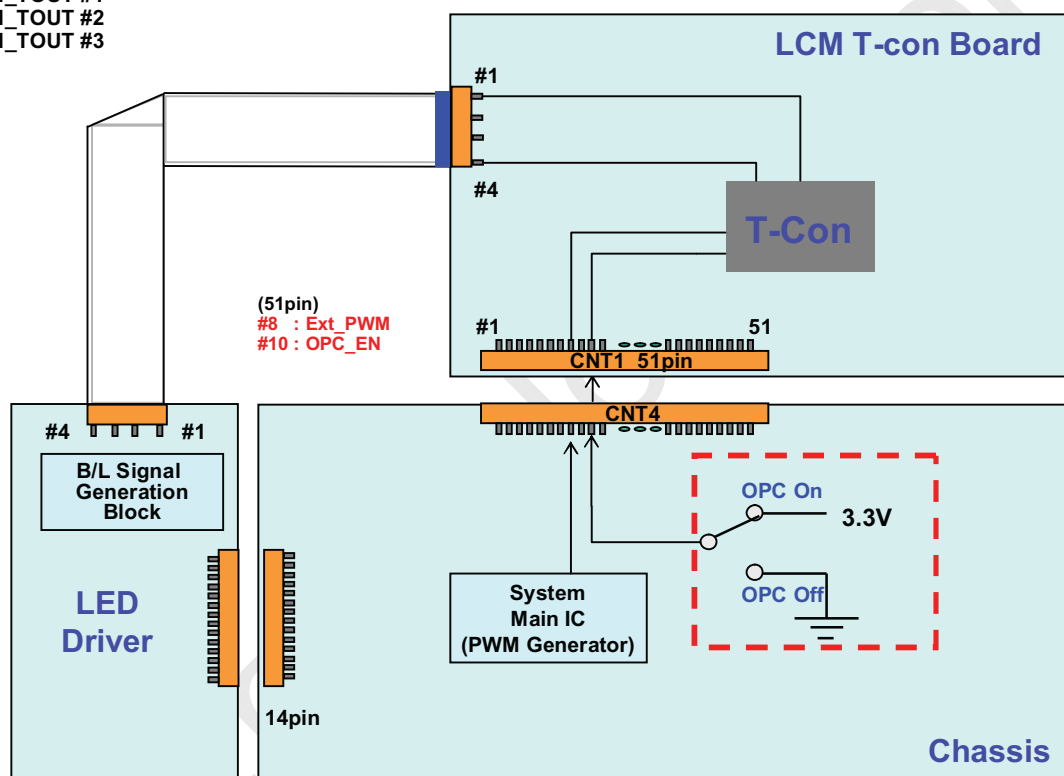 _TOUT #2
_TOUT #3
LCM T-con Board
#1
#4
T-Con
(51pin)
#8 : Ext_PWM
#10 : OPC_EN
#1
51
CNT1 51pin
CNT4
#4
#1
B/L Signal
Generation
Block
OPC On
3.3V
OPC Off
System
Main IC
(PWM Generator)
LED
Driver
14pin
Chassis